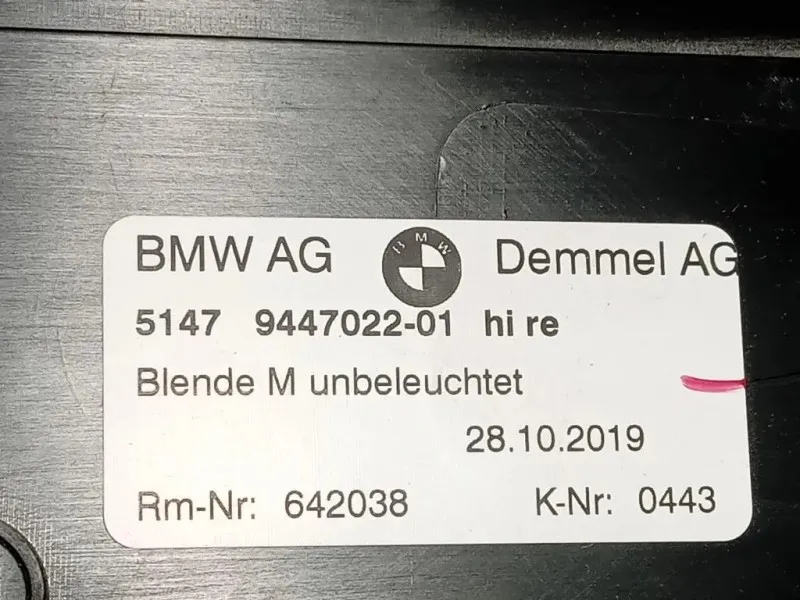 BMW AG BMW Demmel AG
5147 9447022-01 hi re
Blende M unbeleuchtet
28.10.2019
Rm-Nr: 642038 K-Nr: 0443